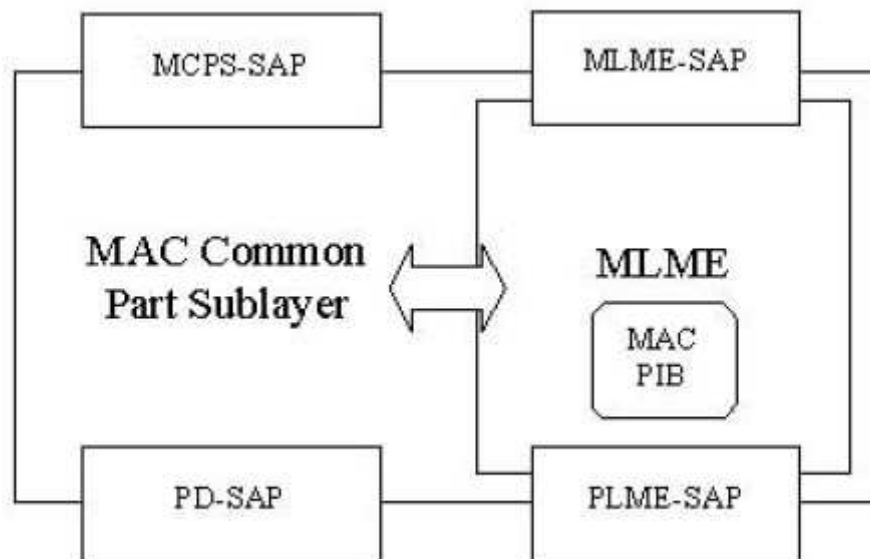 MCPS-SAP
MLME-SAP
MAC Common
Part Sublayer
MLME
MAC
PIB
PD-SAP
PLME-SAP